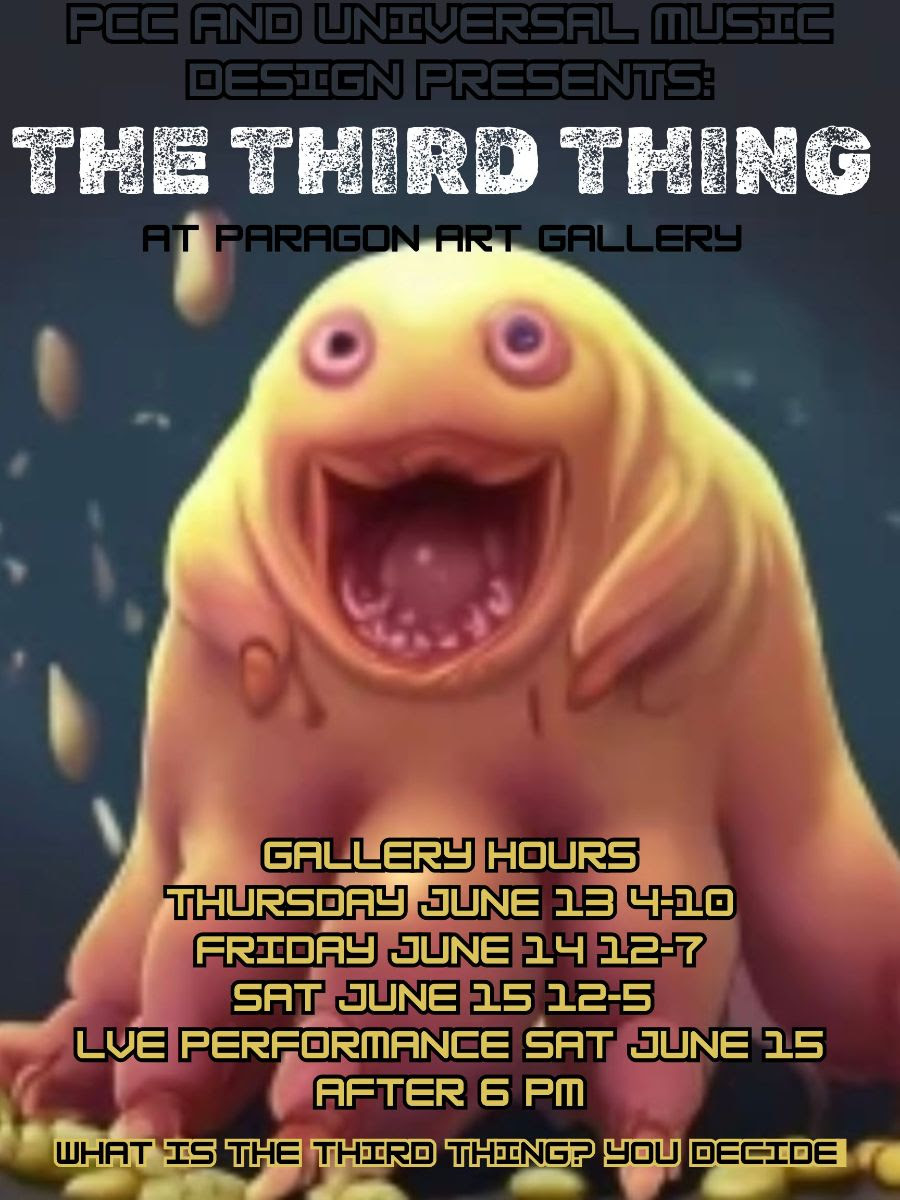 PCC AND UNIVERSAL MUSIC
DESIGN PRESENTS:
THE THIRD THING
AT PARAGON ART GALLERY
GALLERY HOURS
THURSDAY JUNE 13 4-10
FRIDAY JUNE 14 12-7
SAT JUNE 15 12-5
LVE PERFORMANCE SAT JUNE 15
AFTER 6 PM
WHAT IS THE THIRD THING? YOU DECIDE